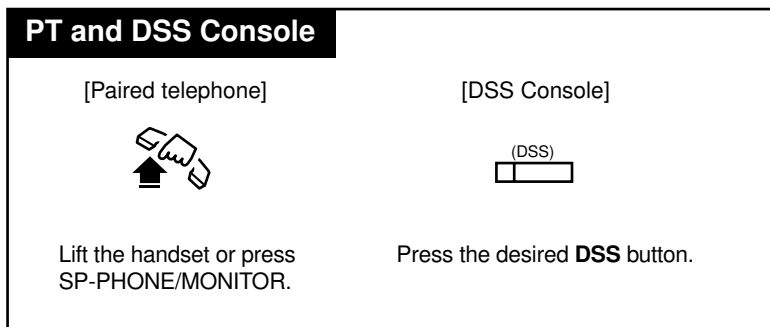 PT and DSS Console
[Paired telephone]
[DSS Console]
(DSS)
Lift the handset or press
SP-PHONE/MONITOR.
Press the desired DSS button.